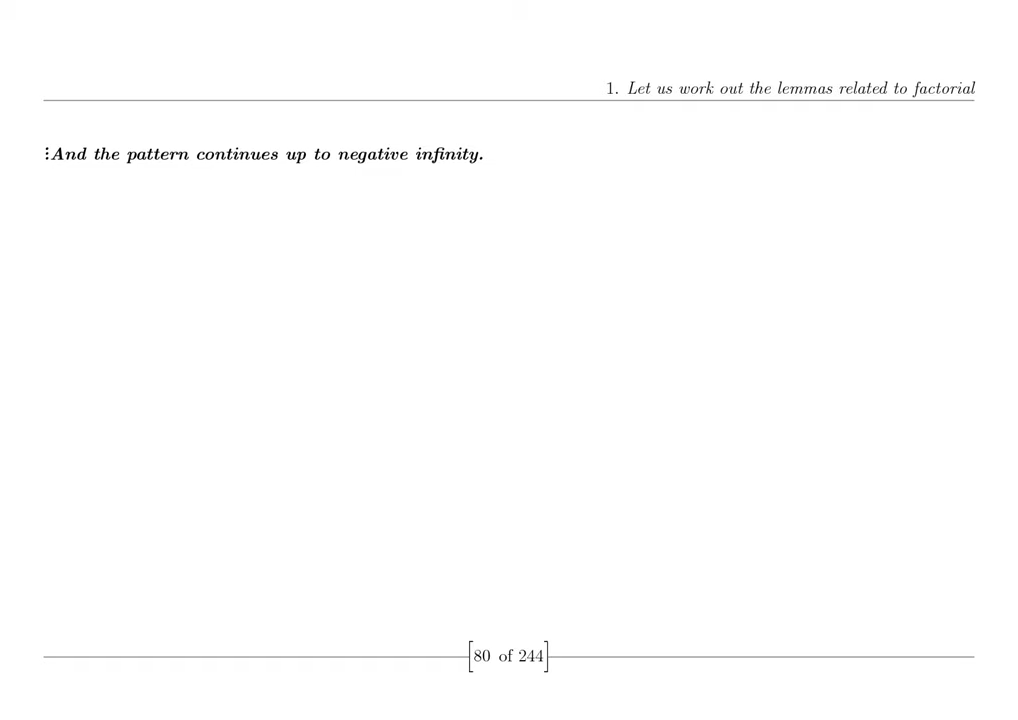 1. Let us work out the lemmas related to factorial
⋮And the pattern continues up to negative infinity.
80 of 244